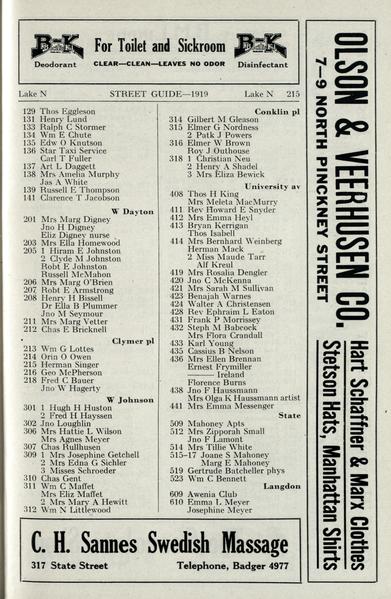 B-K
Deodorant
For Toilet and Sickroom
CLEAR—CLEAN—LEAVES NO ODOR
B-K
Disinfectant
Lake N STREET GUIDE—1919 Lake N 215
129 Thos Eggleson
131 Henry Lund
133 Ralph C Stormer
134 Wm E Chute
135 Edw O Knutson
136 Star Taxi Service
Carl T Fuller
137 Art L Daggett
138 Mrs Amelia Murphy
Jas A White
139 Russell E Thompson
141 Clarence T Jacobson
W Dayton
201 Mrs Marg Digney
Jno H Digney
Eliz Digney nurse
203 Mrs Ella Homewood
205 1 Hiram E Johnston
2 Clyde M Johnston
Robt E Johnston
Russell McMahon
206 Mrs Marg O'Brien
207 Robt E Armstrong
208 Henry H Bissell
Dr Ella B Plummer
Jno M Seymour
211 Mrs Marg Vetter
212 Chas E Bricknell
Clymer pl
213 Wm G Lottes
214 Orin O Owen
215 Herman Singer
216 Geo McPherson
218 Fred C Bauer
Jno W Hagerty
W Johnson
301 1 Hugh H Huston
2 Fred H Hayssen
302 Jno Loughlin
306 Mrs Hattie L Wilson
Mrs Agnes Meyer
307 Chas Rullhusen
309 1 Mrs Josephine Getchell
2 Mrs Edna G Sichler
3 Misses Schroeder
310 Chas Gent
311 Wm C Maffet
Mrs Eliz Maffet
2 Mrs Mary A Hewitt
312 Wm N Littlewood
Conklin pl
314 Gilbert M Gleason
315 Elmer G Nordness
2 Patk J Powers
316 Elmer W Brown
Roy J Outhouse
318 1 Christian Neu
2 Henry A Shadel
3 Mrs Eliza Bewick
University av
408 Thos H King
Mrs Meleta MacMurry
411 Rev Howard E Snyder
412 Mrs Emma Heyl
413 Bryan Kerrigan
Thos Isabell
414 Mrs Bernhard Weinberg
Herman Mack
2 Miss Maude Tarr
Alf Kreul
419 Mrs Rosalia Dengler
420 Jno C McKenna
421 Mrs Sarah M Sullivan
423 Benajah Warnes
424 Walter A Christensen
428 Rev Ephraim L Eaton
431 Frank P Morrissey
432 Steph M Babcock
Mrs Flora Crandall
433 Karl Young
435 Cassius B Nelson
436 Mrs Ellen Brennan
Ernest Frymiller
—— Ireland
Florence Burns
438 Jno F Haussmann
Mrs Olga K Haussmann artist
441 Mrs Emma Messenger
State
509 Mahoney Apts
512 Mrs Zipporah Small
Jno F Lamont
514 Mrs Tillie White
515-17 Joane S Mahoney
Marg E Mahoney
519 Gertrude Batcheller phys
523 Wm C Bennett
Langdon
609 Awenia Club
610 Emma L Meyer
Josephine Meyer
C. H. Sannes Swedish Massage
317 State Street Telephone, Badger 4977
OLSON & VEERHUSEN CO.
7-9 NORTH PINCKNEY STREET
Hart Schaffner & Marx Clothes
Stetson Hats, Manhattan Shirts